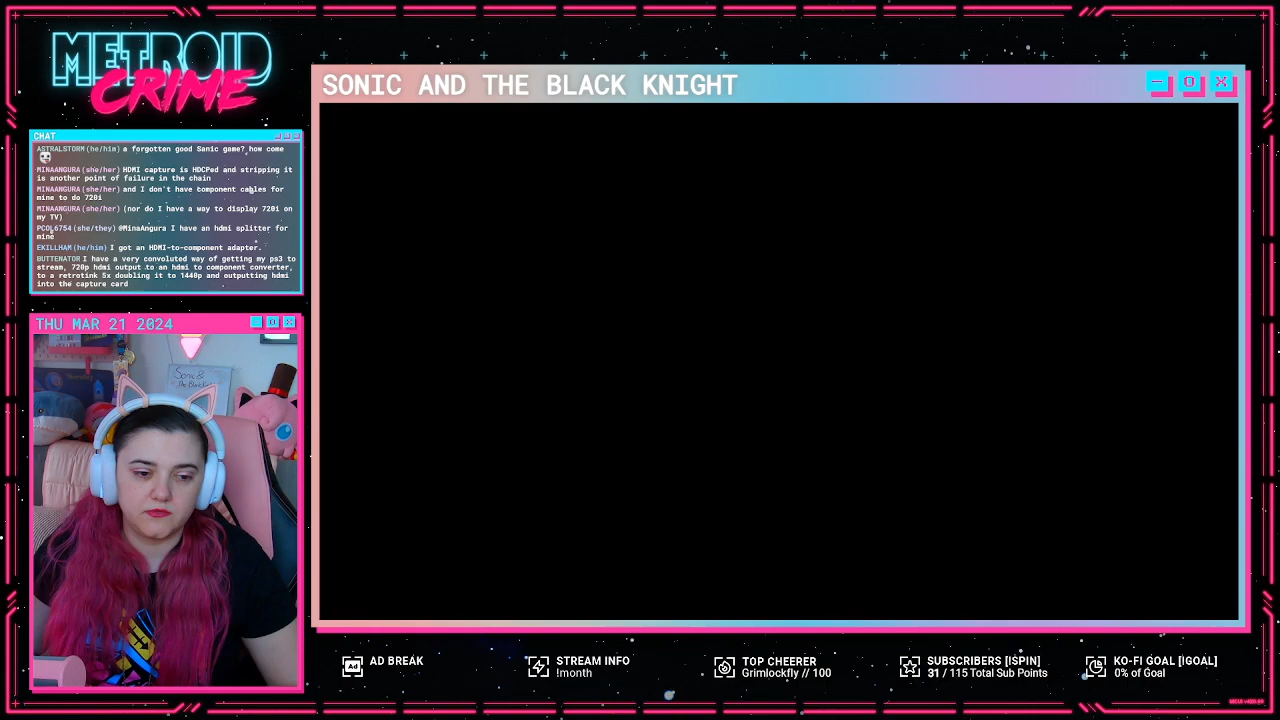 METROID
CRIME
SONIC AND THE BLACK KNIGHT
CHAT
ASTRALSTORM (he/him) a forgotten good Sanic game? how come
MINAANGURA (she/her) HDMI capture is HDCPed and stripping it
is another point of failure in the chain
MINAANGURA (she/her) and I don't have component cables for
mine to do 720i
MINAANGURA (she/her) (nor do I have a way to display 720i on
my TV)
PCOL6754 (she/they) @MinaAngura I have an hdmi splitter for
mine
EKILLHAM (he/him) I got an HDMI-to-component adapter.
BUTTENATOR I have a very convoluted way of getting my ps3 to
stream, 720p hdmi output to an hdmi to component converter,
to a retrotink 5x doubling it to 1440p and outputting hdmi
into the capture card
THU MAR 21 2024
Sonic &
The Black
AD BREAK
Ad
STREAM INFO
!month
TOP CHEERER
Grimlockfly // 100
SUBSCRIBERS [!SPIN]
31 / 115 Total Sub Points
KO-FI GOAL [!GOAL]
0% of Goal